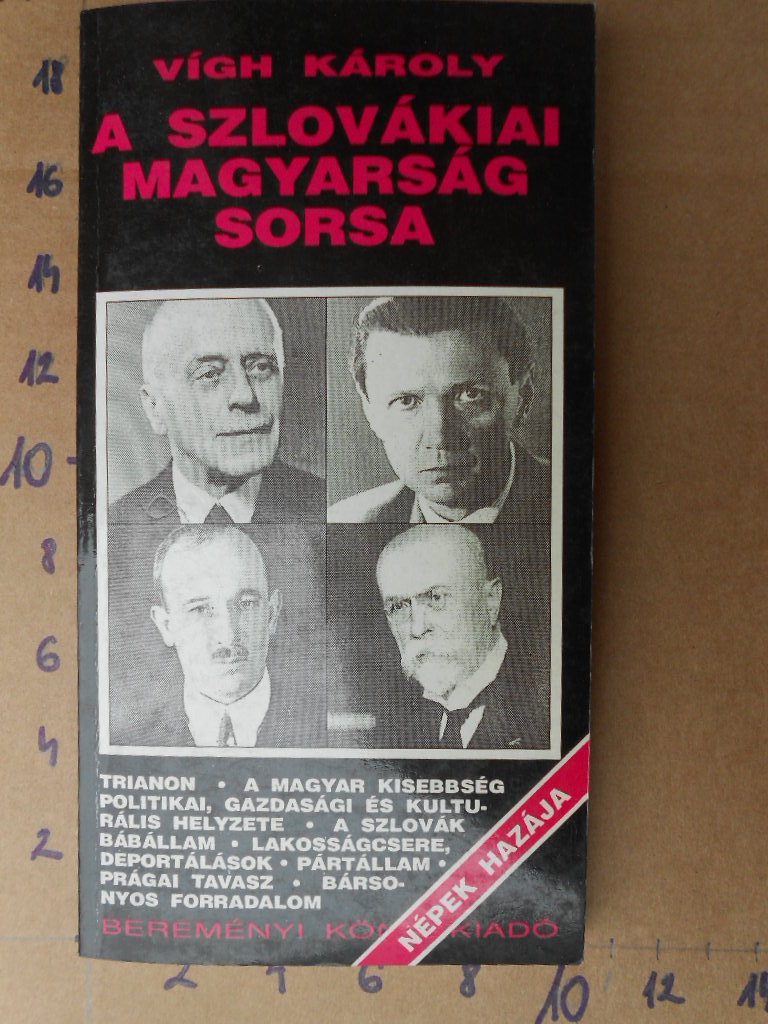 VÍGH KÁROLY
A SZLOVÁKIAI
MAGYARSÁG
SORSA
TRIANON • A MAGYAR KISEBBSÉG
POLITIKAI, GAZDASÁGI ÉS KULTU-
RÁLIS HELYZETE • A SZLOVÁK
BÁBÁLLAM • LAKOSSÁGCSERE,
DEPORTÁLÁSOK • PÁRTÁLLAM •
PRÁGAI TAVASZ • BÁRSO-
NYOS FORRADALOM
NÉPEK HAZÁJA
BEREMÉNYI KÖN KIADÓ
18
16
14
12
10
8
6
4
2
2 4 6 8 10 12 14